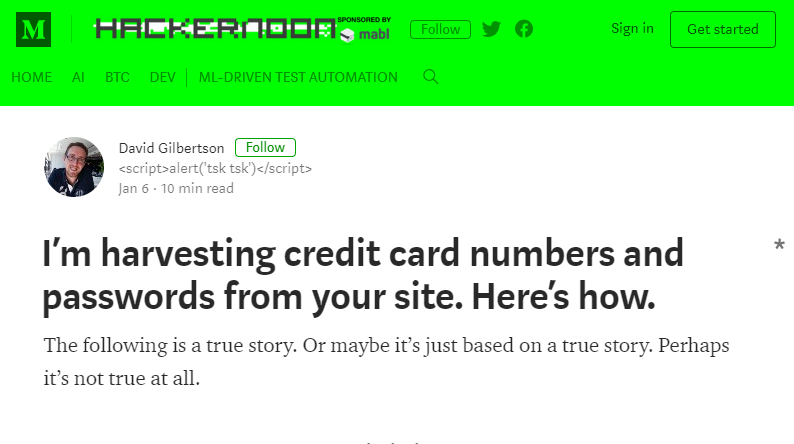 M
HACKERNOON
SPONSORED BY
mabl
Follow
Sign in
Get started
HOME AI BTC DEV ML-DRIVEN TEST AUTOMATION
David Gilbertson Follow
<script>alert('tsk tsk')</script>
Jan 6 · 10 min read
I’m harvesting credit card numbers and
passwords from your site. Here’s how.
*
The following is a true story. Or maybe it’s just based on a true story. Perhaps
it’s not true at all.